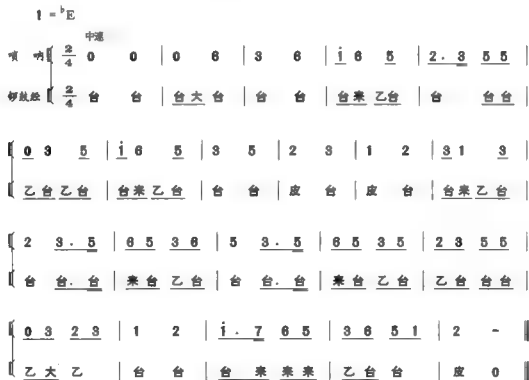 1 = ♭E
中速
唢 呐 2/4 0 0 | 0 6 | 3 6 | i 6 5 | 2. 3 5 5 |
锣鼓经 2/4 台 台 | 台 大 台 | 台 台 | 台 来 乙 台 | 台 台 台 |
0 3 5 | i 6 5 | 3 5 | 2 3 | 1 2 | 3 1 3 |
乙 台 乙 台 | 台 来 乙 台 | 台 台 | 皮 台 | 皮 台 | 台 来 乙 台 |
2 3. 5 | 6 5 3 6 | 5 3. 5 | 6 5 3 5 | 2 3 5 5 |
台 台. 台 | 来 台 乙 台 | 台 台. 台 | 来 台 乙 台 | 乙 台 台 台 |
0 3 2 3 | 1 2 | i. 7 6 5 | 3 6 5 1 | 2 -
乙 大 乙 | 台 台 | 台 来 来 来 | 乙 台 台 | 皮 0